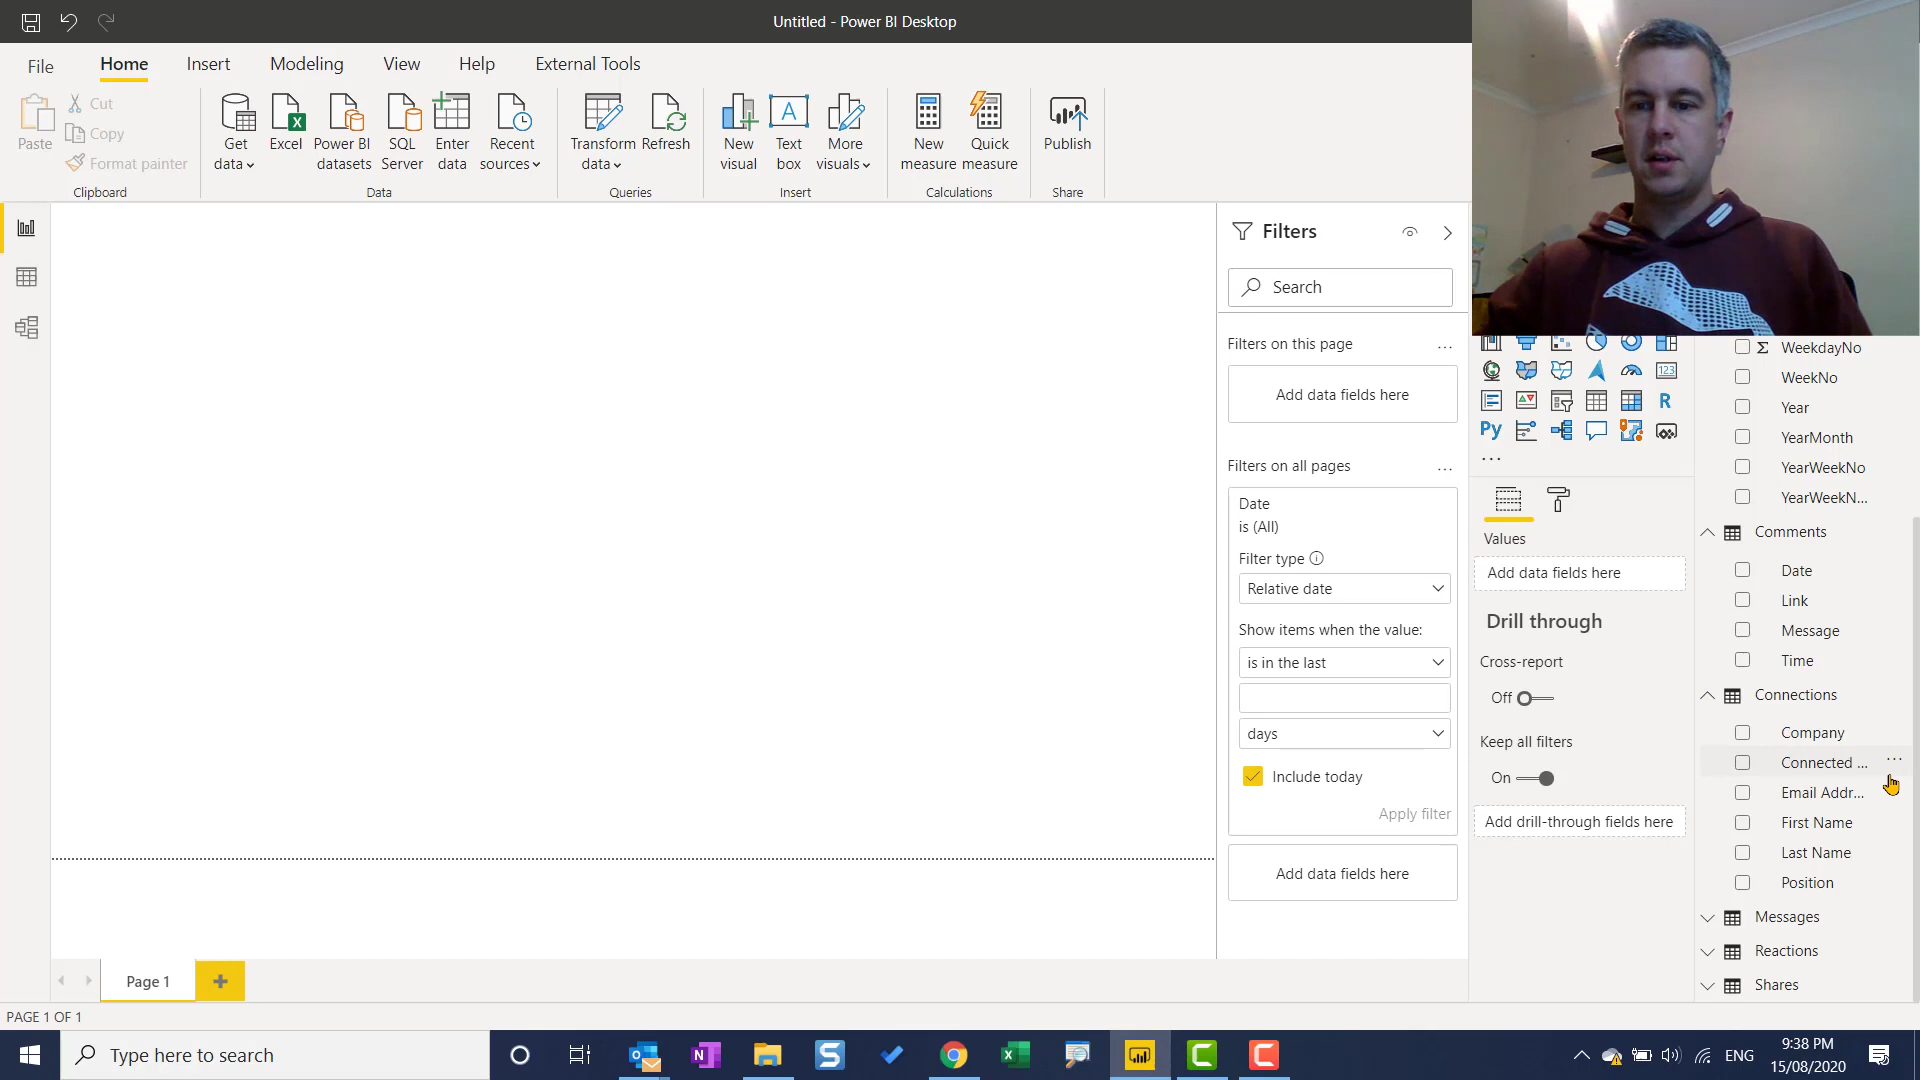 Untitled - Power BI Desktop
File
Home
Insert
Modeling
View
Help
External Tools
Paste
Cut
Copy
Format painter
Clipboard
Get data
Excel
Power BI datasets
SQL Server
Enter data
Recent sources
Data
Transform data
Refresh
Queries
New visual
Text box
More visuals
Insert
New measure
Quick measure
Calculations
Publish
Share
Filters
Search
Filters on this page
...
Add data fields here
Filters on all pages
...
Date
is (All)
Filter type
Relative date
Show items when the value:
is in the last
days
Include today
Apply filter
Add data fields here
123
R
Py
...
Values
Add data fields here
Drill through
Cross-report
Off
Keep all filters
On
Add drill-through fields here
WeekdayNo
WeekNo
Year
YearMonth
YearWeekNo
YearWeekN...
Comments
Date
Link
Message
Time
Connections
Company
Connected ...
...
Email Addr...
First Name
Last Name
Position
Messages
Reactions
Shares
Page 1
PAGE 1 OF 1
Type here to search
ENG
9:38 PM
15/08/2020